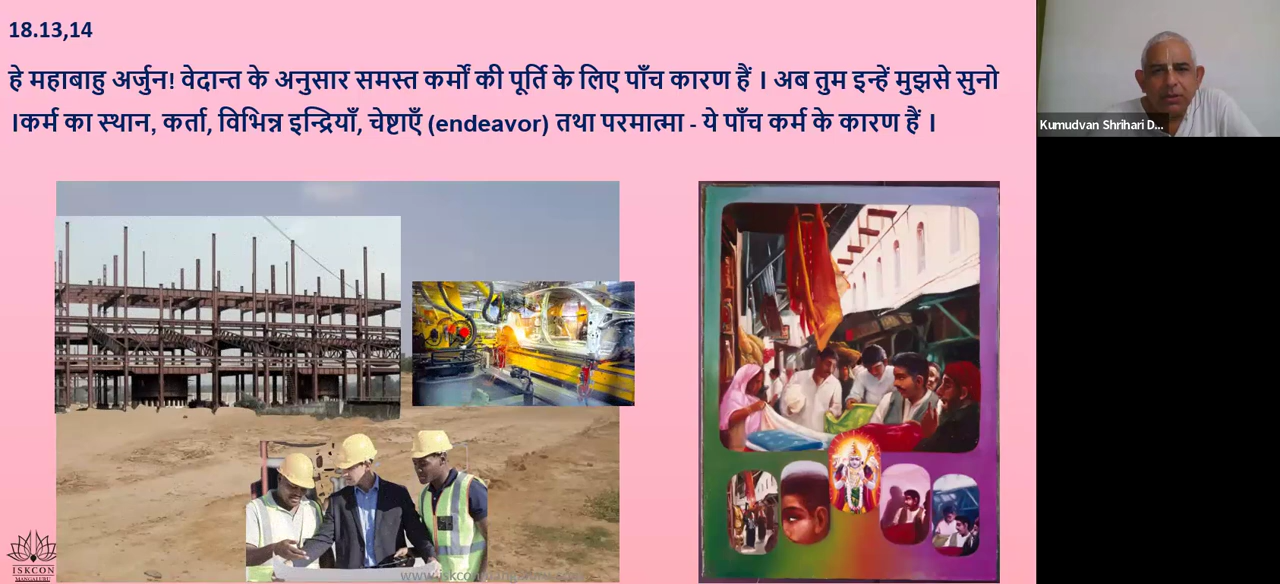 18.13,14
हे महाबाहु अर्जुन! वेदान्त के अनुसार समस्त कर्मों की पूर्ति के लिए पाँच कारण हैं । अब तुम इन्हें मुझसे सुनो
।कर्म का स्थान, कर्ता, विभिन्न इन्द्रियाँ, चेष्टाएँ (endeavor) तथा परमात्मा - ये पाँच कर्म के कारण हैं ।
Kumudvan Shrihari D...
ISKCON
MANGALURU